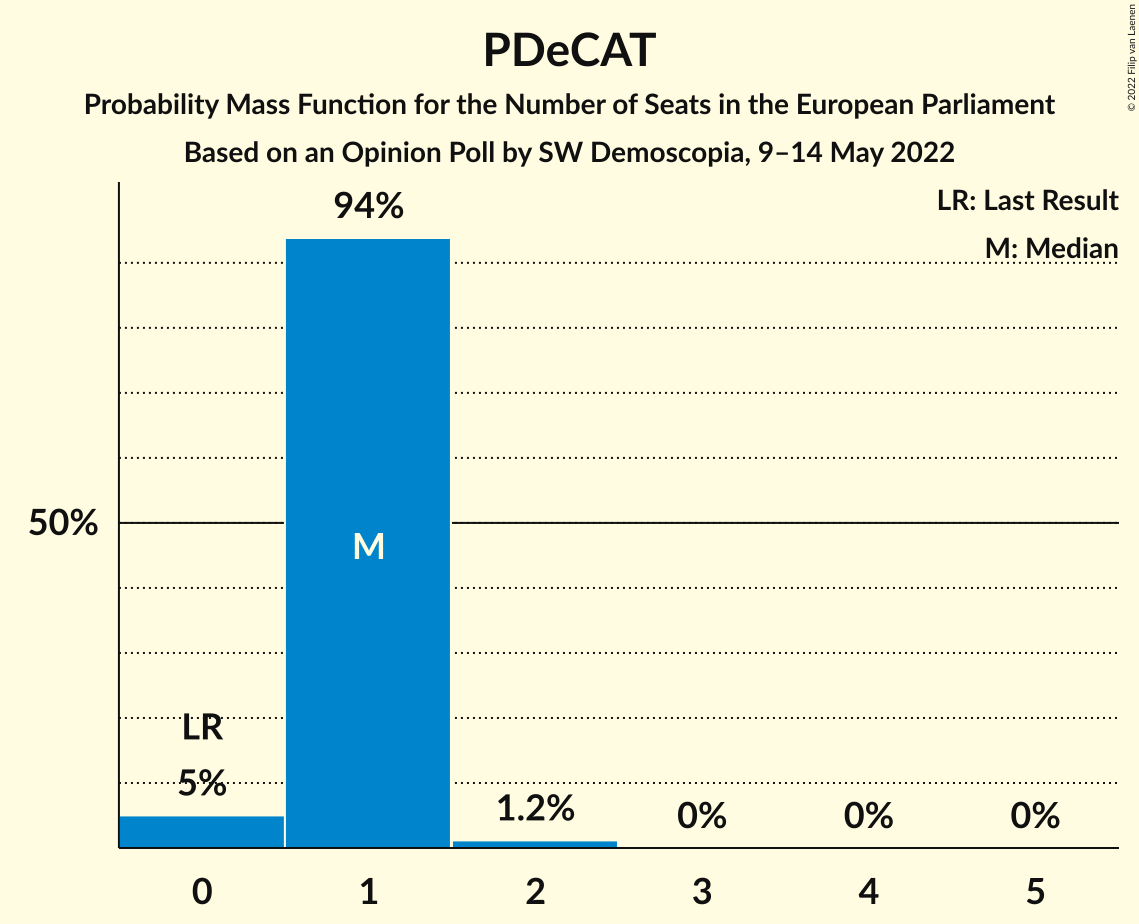 PDeCAT
Probability Mass Function for the Number of Seats in the European Parliament
Based on an Opinion Poll by SW Demoscopia, 9–14 May 2022
© 2022 Filip van Laenen
LR: Last Result
M: Median
94%
50%
M
LR
5%
1.2%
0%
0%
0%
0 1 2 3 4 5